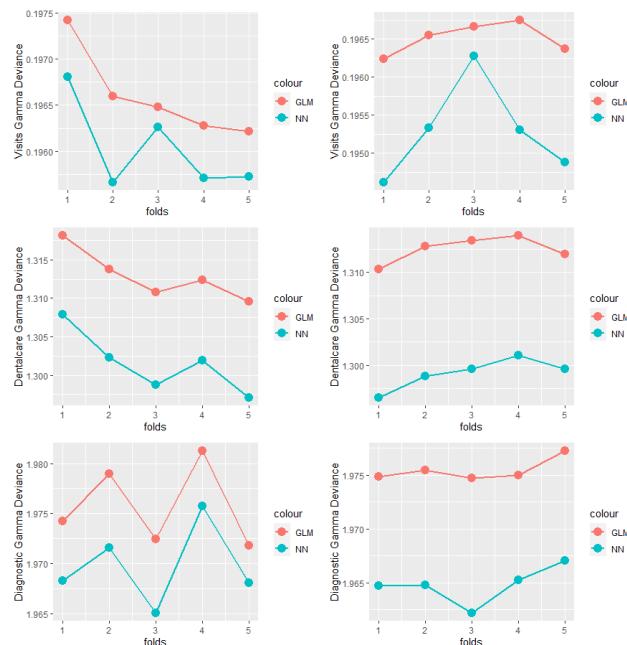 Visits Gamma Deviance
0.1975
0.1970
0.1965
0.1960
1 2 3 4 5
folds
colour
GLM
NN
Visits Gamma Deviance
0.1965
0.1960
0.1955
0.1950
1 2 3 4 5
folds
colour
GLM
NN
Dentalcare Gamma Deviance
1.315
1.310
1.305
1.300
1 2 3 4 5
folds
colour
GLM
NN
Dentalcare Gamma Deviance
1.310
1.300
1 2 3 4 5
folds
colour
GLM
NN
Diagnostic Gamma Deviance
1.980
1.975
1.970
1.965
1 2 3 4 5
folds
colour
GLM
NN
Diagnostic Gamma Deviance
1.975
1.970
1.965
1 2 3 4 5
folds
colour
GLM
NN